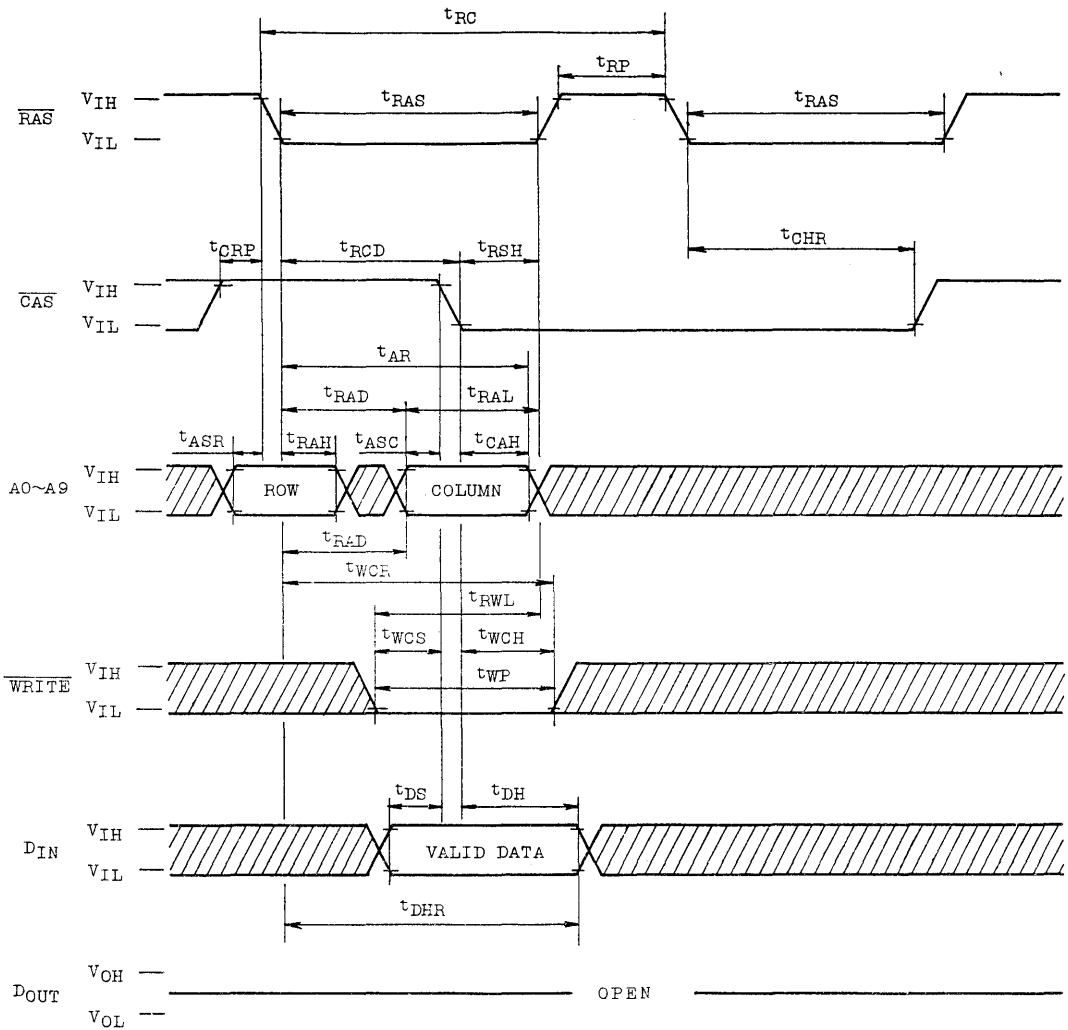 tRC
tRP
VIH
RAS
tRAS
tRAS
VIL
tCHR
tCRP
tRCD
tRSH
VIH
CAS
VIL
tAR
tRAD
tRAL
tASR
tRAH
tASC
tCAH
VIH
A0~A9
ROW
COLUMN
VIL
tRAD
tWCR
tRWL
tWCS
tWCH
VIH
WRITE
tWP
VIL
tDS
tDH
VIH
DIN
VALID DATA
VIL
tDHR
VOH
DOUT
OPEN
VOL